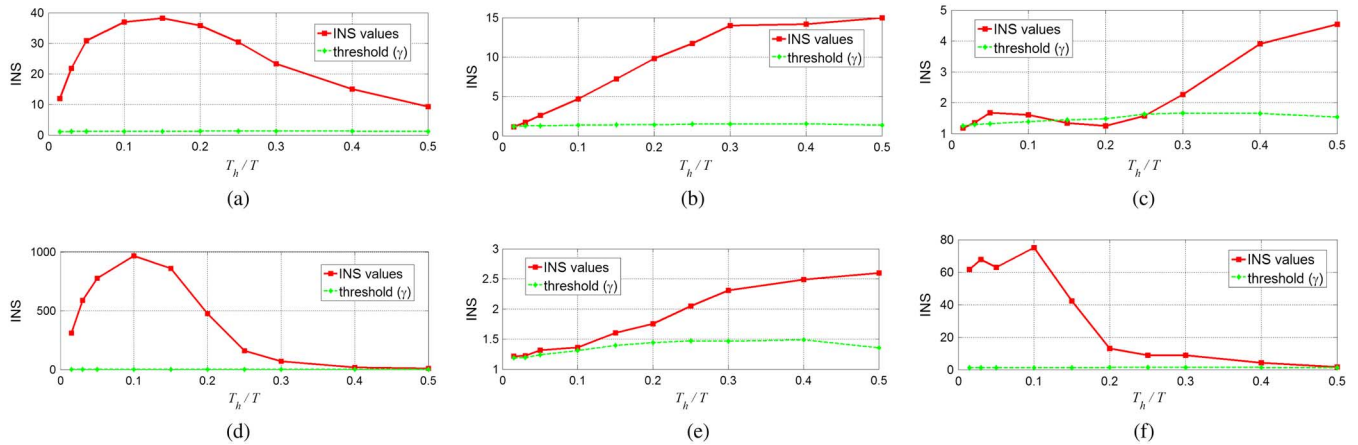 40
30
20
10
0
INS
0 0.1 0.2 0.3 0.4 0.5
T_h / T
INS values
threshold (γ)
(a)
15
10
5
0
INS
0 0.1 0.2 0.3 0.4 0.5
T_h / T
INS values
threshold (γ)
(b)
5
4
3
2
1
INS
0 0.1 0.2 0.3 0.4 0.5
T_h / T
INS values
threshold (γ)
(c)
1000
500
0
INS
0 0.1 0.2 0.3 0.4 0.5
T_h / T
INS values
threshold (γ)
(d)
3
2.5
2
1.5
1
INS
0 0.1 0.2 0.3 0.4 0.5
T_h / T
INS values
threshold (γ)
(e)
80
60
40
20
0
INS
0 0.1 0.2 0.3 0.4 0.5
T_h / T
INS values
threshold (γ)
(f)